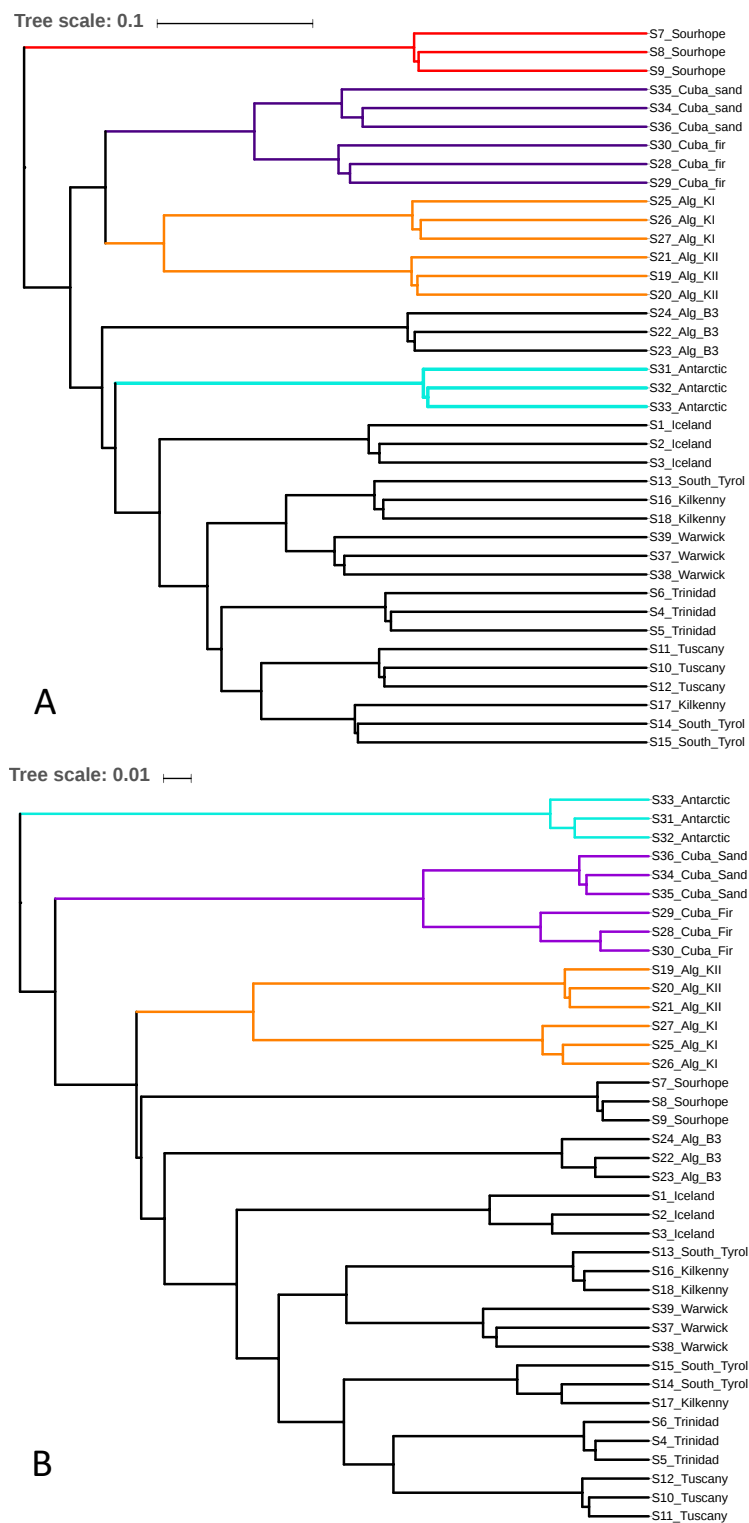 Tree scale: 0.1
S7_Sourhope
S8_Sourhope
S9_Sourhope
S35_Cuba_sand
S34_Cuba_sand
S36_Cuba_sand
S30_Cuba_fir
S28_Cuba_fir
S29_Cuba_fir
S25_Alg_KI
S26_Alg_KI
S27_Alg_KI
S21_Alg_KII
S19_Alg_KII
S20_Alg_KII
S24_Alg_B3
S22_Alg_B3
S23_Alg_B3
S31_Antarctic
S32_Antarctic
S33_Antarctic
S1_Iceland
S2_Iceland
S3_Iceland
S13_South_Tyrol
S16_Kilkenny
S18_Kilkenny
S39_Warwick
S37_Warwick
S38_Warwick
S6_Trinidad
S4_Trinidad
S5_Trinidad
S11_Tuscany
S10_Tuscany
S12_Tuscany
S17_Kilkenny
S14_South_Tyrol
S15_South_Tyrol
A
Tree scale: 0.01
S33_Antarctic
S31_Antarctic
S32_Antarctic
S36_Cuba_Sand
S34_Cuba_Sand
S35_Cuba_Sand
S29_Cuba_Fir
S28_Cuba_Fir
S30_Cuba_Fir
S19_Alg_KII
S20_Alg_KII
S21_Alg_KII
S27_Alg_KI
S25_Alg_KI
S26_Alg_KI
S7_Sourhope
S8_Sourhope
S9_Sourhope
S24_Alg_B3
S22_Alg_B3
S23_Alg_B3
S1_Iceland
S2_Iceland
S3_Iceland
S13_South_Tyrol
S16_Kilkenny
S18_Kilkenny
S39_Warwick
S37_Warwick
S38_Warwick
S15_South_Tyrol
S14_South_Tyrol
S17_Kilkenny
S6_Trinidad
S4_Trinidad
S5_Trinidad
S12_Tuscany
S10_Tuscany
S11_Tuscany
B